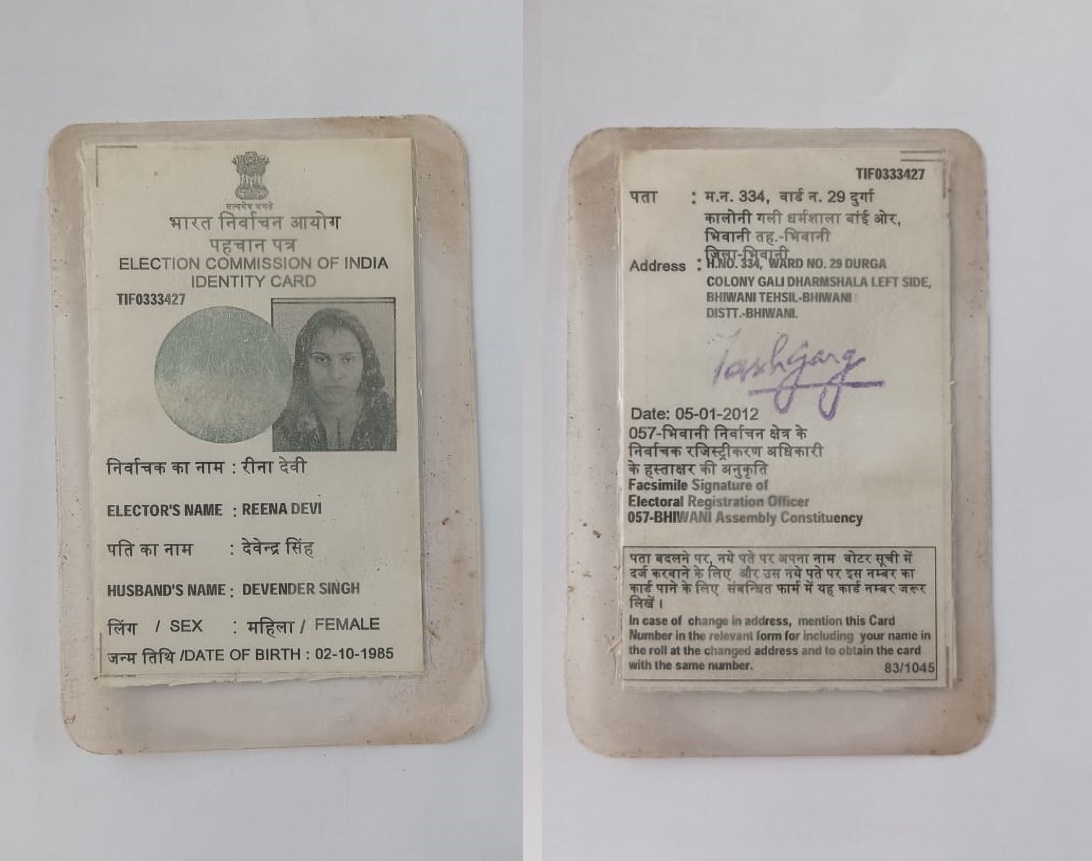 सत्यमेव जयते
भारत निर्वाचन आयोग
पहचान पत्र
ELECTION COMMISSION OF INDIA
IDENTITY CARD
TIF0333427
निर्वाचक का नाम : रीना देवी
ELECTOR'S NAME : REENA DEVI
पति का नाम : देवेन्द्र सिंह
HUSBAND'S NAME : DEVENDER SINGH
लिंग / SEX : महिला / FEMALE
जन्म तिथि /DATE OF BIRTH : 02-10-1985
TIF0333427
पता : म.न. 334, वार्ड न. 29 दुर्गा
कालोनी गली धर्मशाला बांई ओर,
भिवानी तह.-भिवानी
जिला-भिवानी
Address : H.NO. 334, WARD NO. 29 DURGA
COLONY GALI DHARMSHALA LEFT SIDE,
BHIWANI TEHSIL-BHIWANI
DISTT.-BHIWANI.
Date: 05-01-2012
057-भिवानी निर्वाचन क्षेत्र के
निर्वाचक रजिस्ट्रीकरण अधिकारी
के हस्ताक्षर की अनुकृति
Facsimile Signature of
Electoral Registration Officer
057-BHIWANI Assembly Constituency
पता बदलने पर, नये पते पर अपना नाम वोटर सूची में
दर्ज करवाने के लिए और उस नये पते पर इस नम्बर का
कार्ड पाने के लिए संबन्धित फार्म में यह कार्ड नम्बर जरूर
लिखें ।
In case of change in address, mention this Card
Number in the relevant form for including your name in
the roll at the changed address and to obtain the card
with the same number.
83/1045